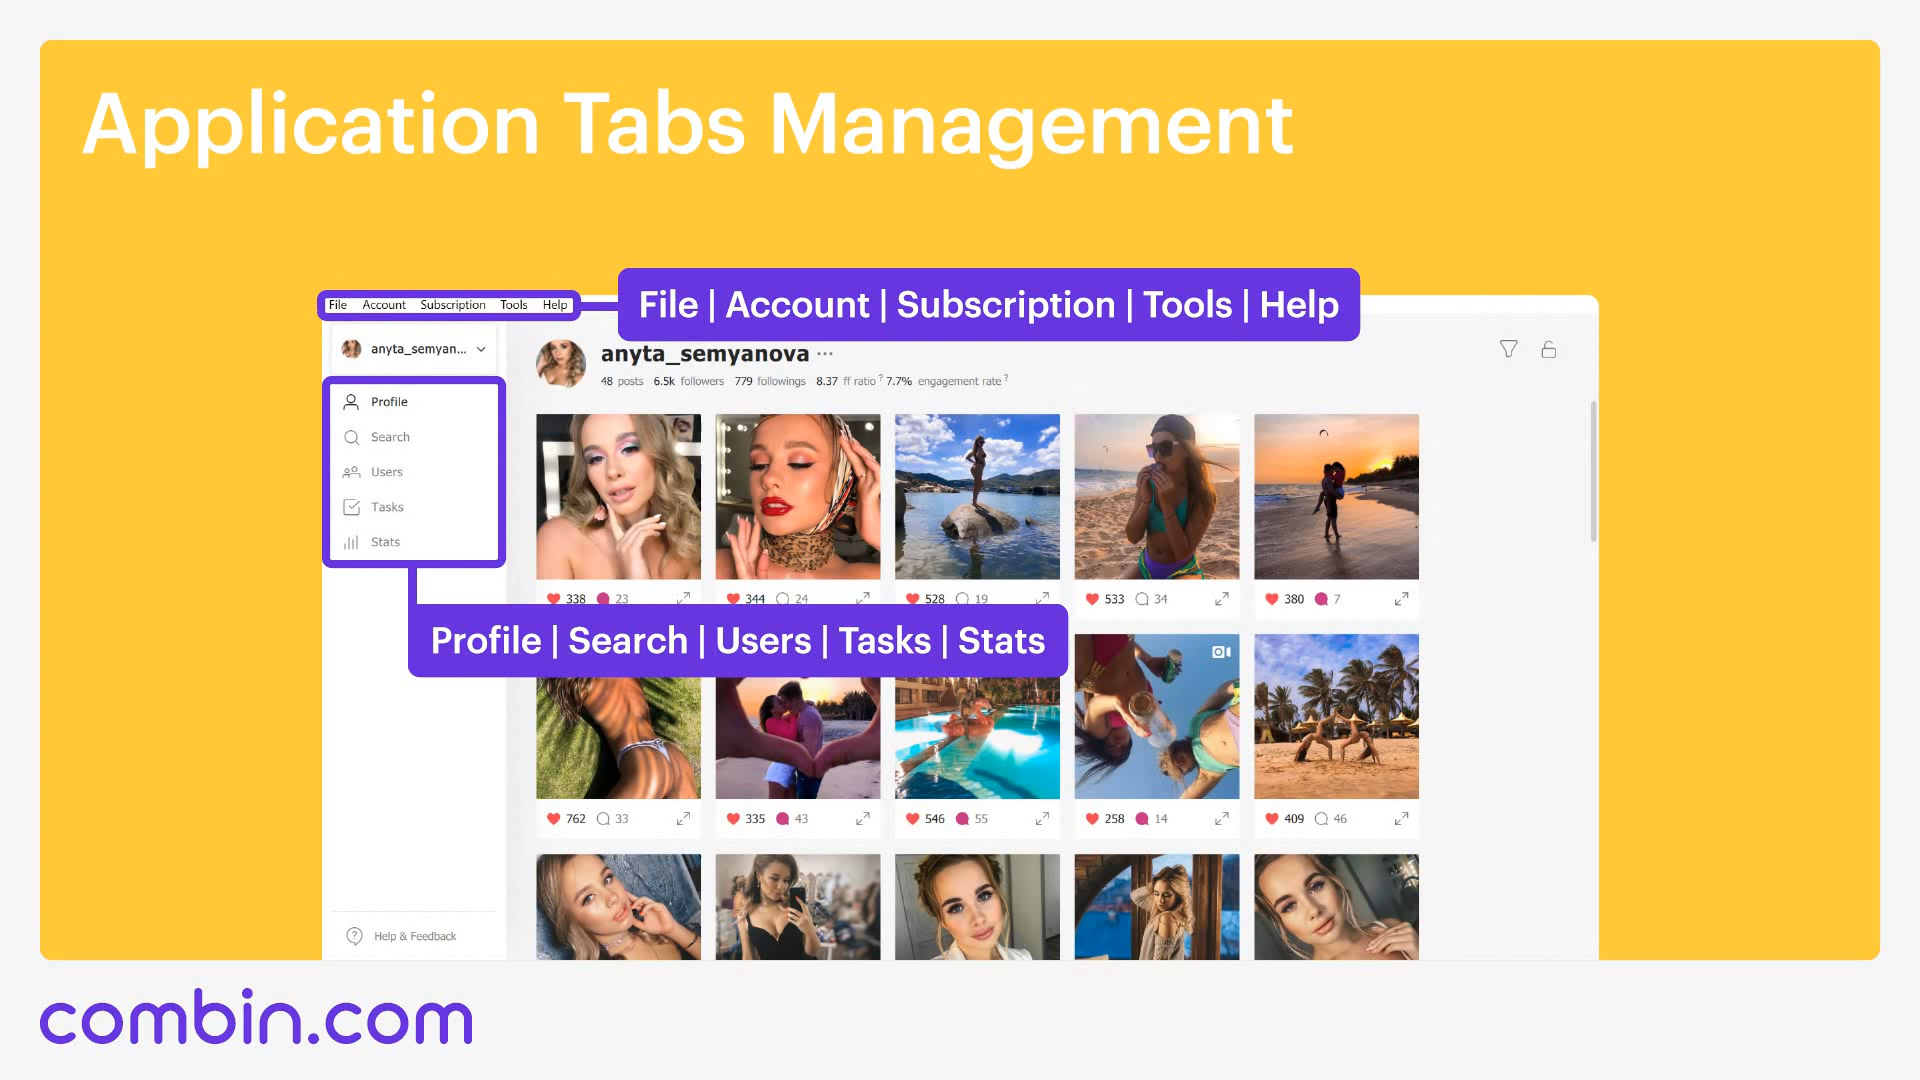 Application Tabs Management
File Account Subscription Tools Help
File | Account | Subscription | Tools | Help
anyta_semyan...
anyta_semyanova ...
48 posts 6.5k followers 779 followings 8.37 ff ratio ? 7.7% engagement rate ?
Profile
Search
Users
Tasks
Stats
338 23 344 24 528 19 533 34 380 7
Profile | Search | Users | Tasks | Stats
762 33 335 43 546 55 258 14 409 46
Help & Feedback
combin.com